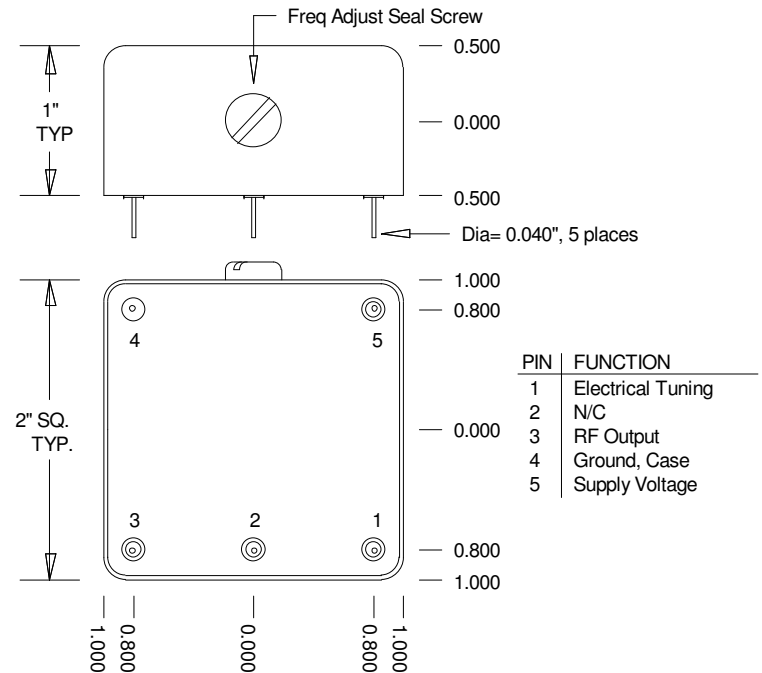 Freq Adjust Seal Screw
0.500
1"
TYP
0.000
0.500
Dia= 0.040", 5 places
1.000
0.800
4
5
PIN FUNCTION
1 Electrical Tuning
2 N/C
3 RF Output
4 Ground, Case
5 Supply Voltage
2" SQ.
TYP.
0.000
3
2
1
0.800
1.000
1.000
0.800
0.000
0.800
1.000